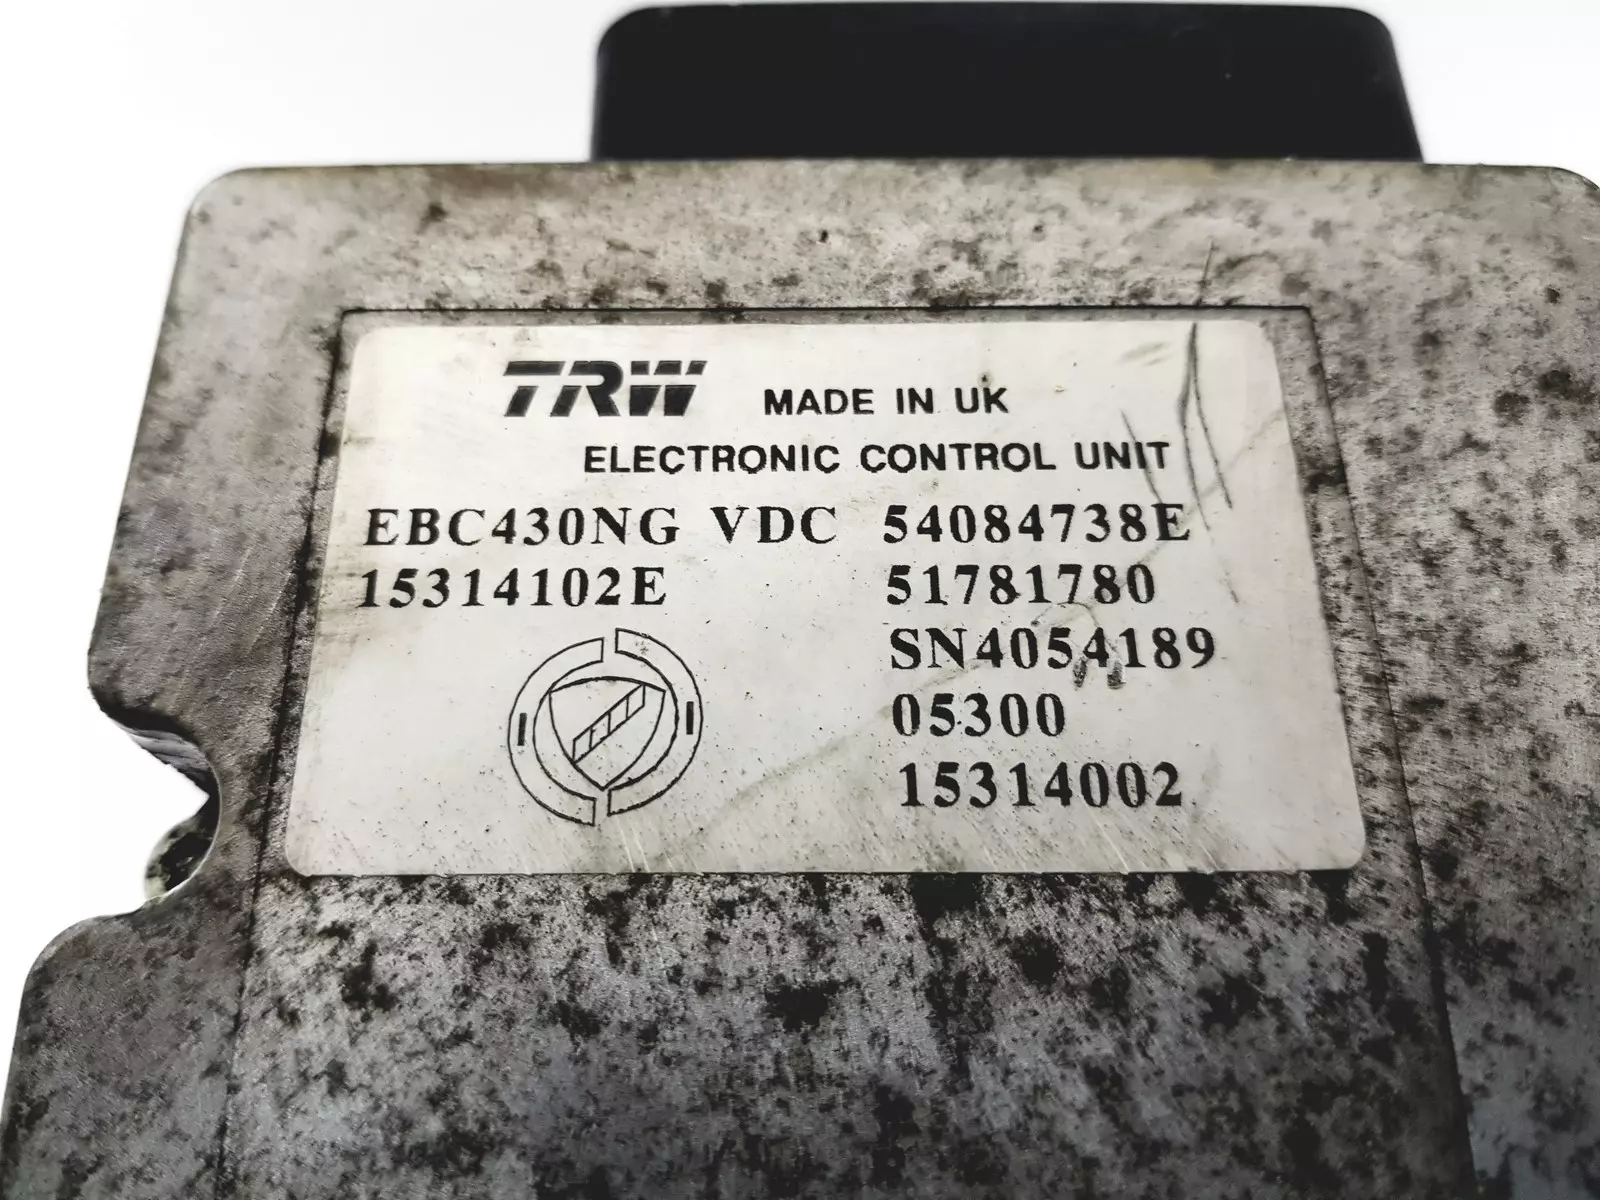 TRW MADE IN UK
ELECTRONIC CONTROL UNIT
EBC430NG VDC 54084738E
15314102E 51781780
SN4054189
05300
15314002